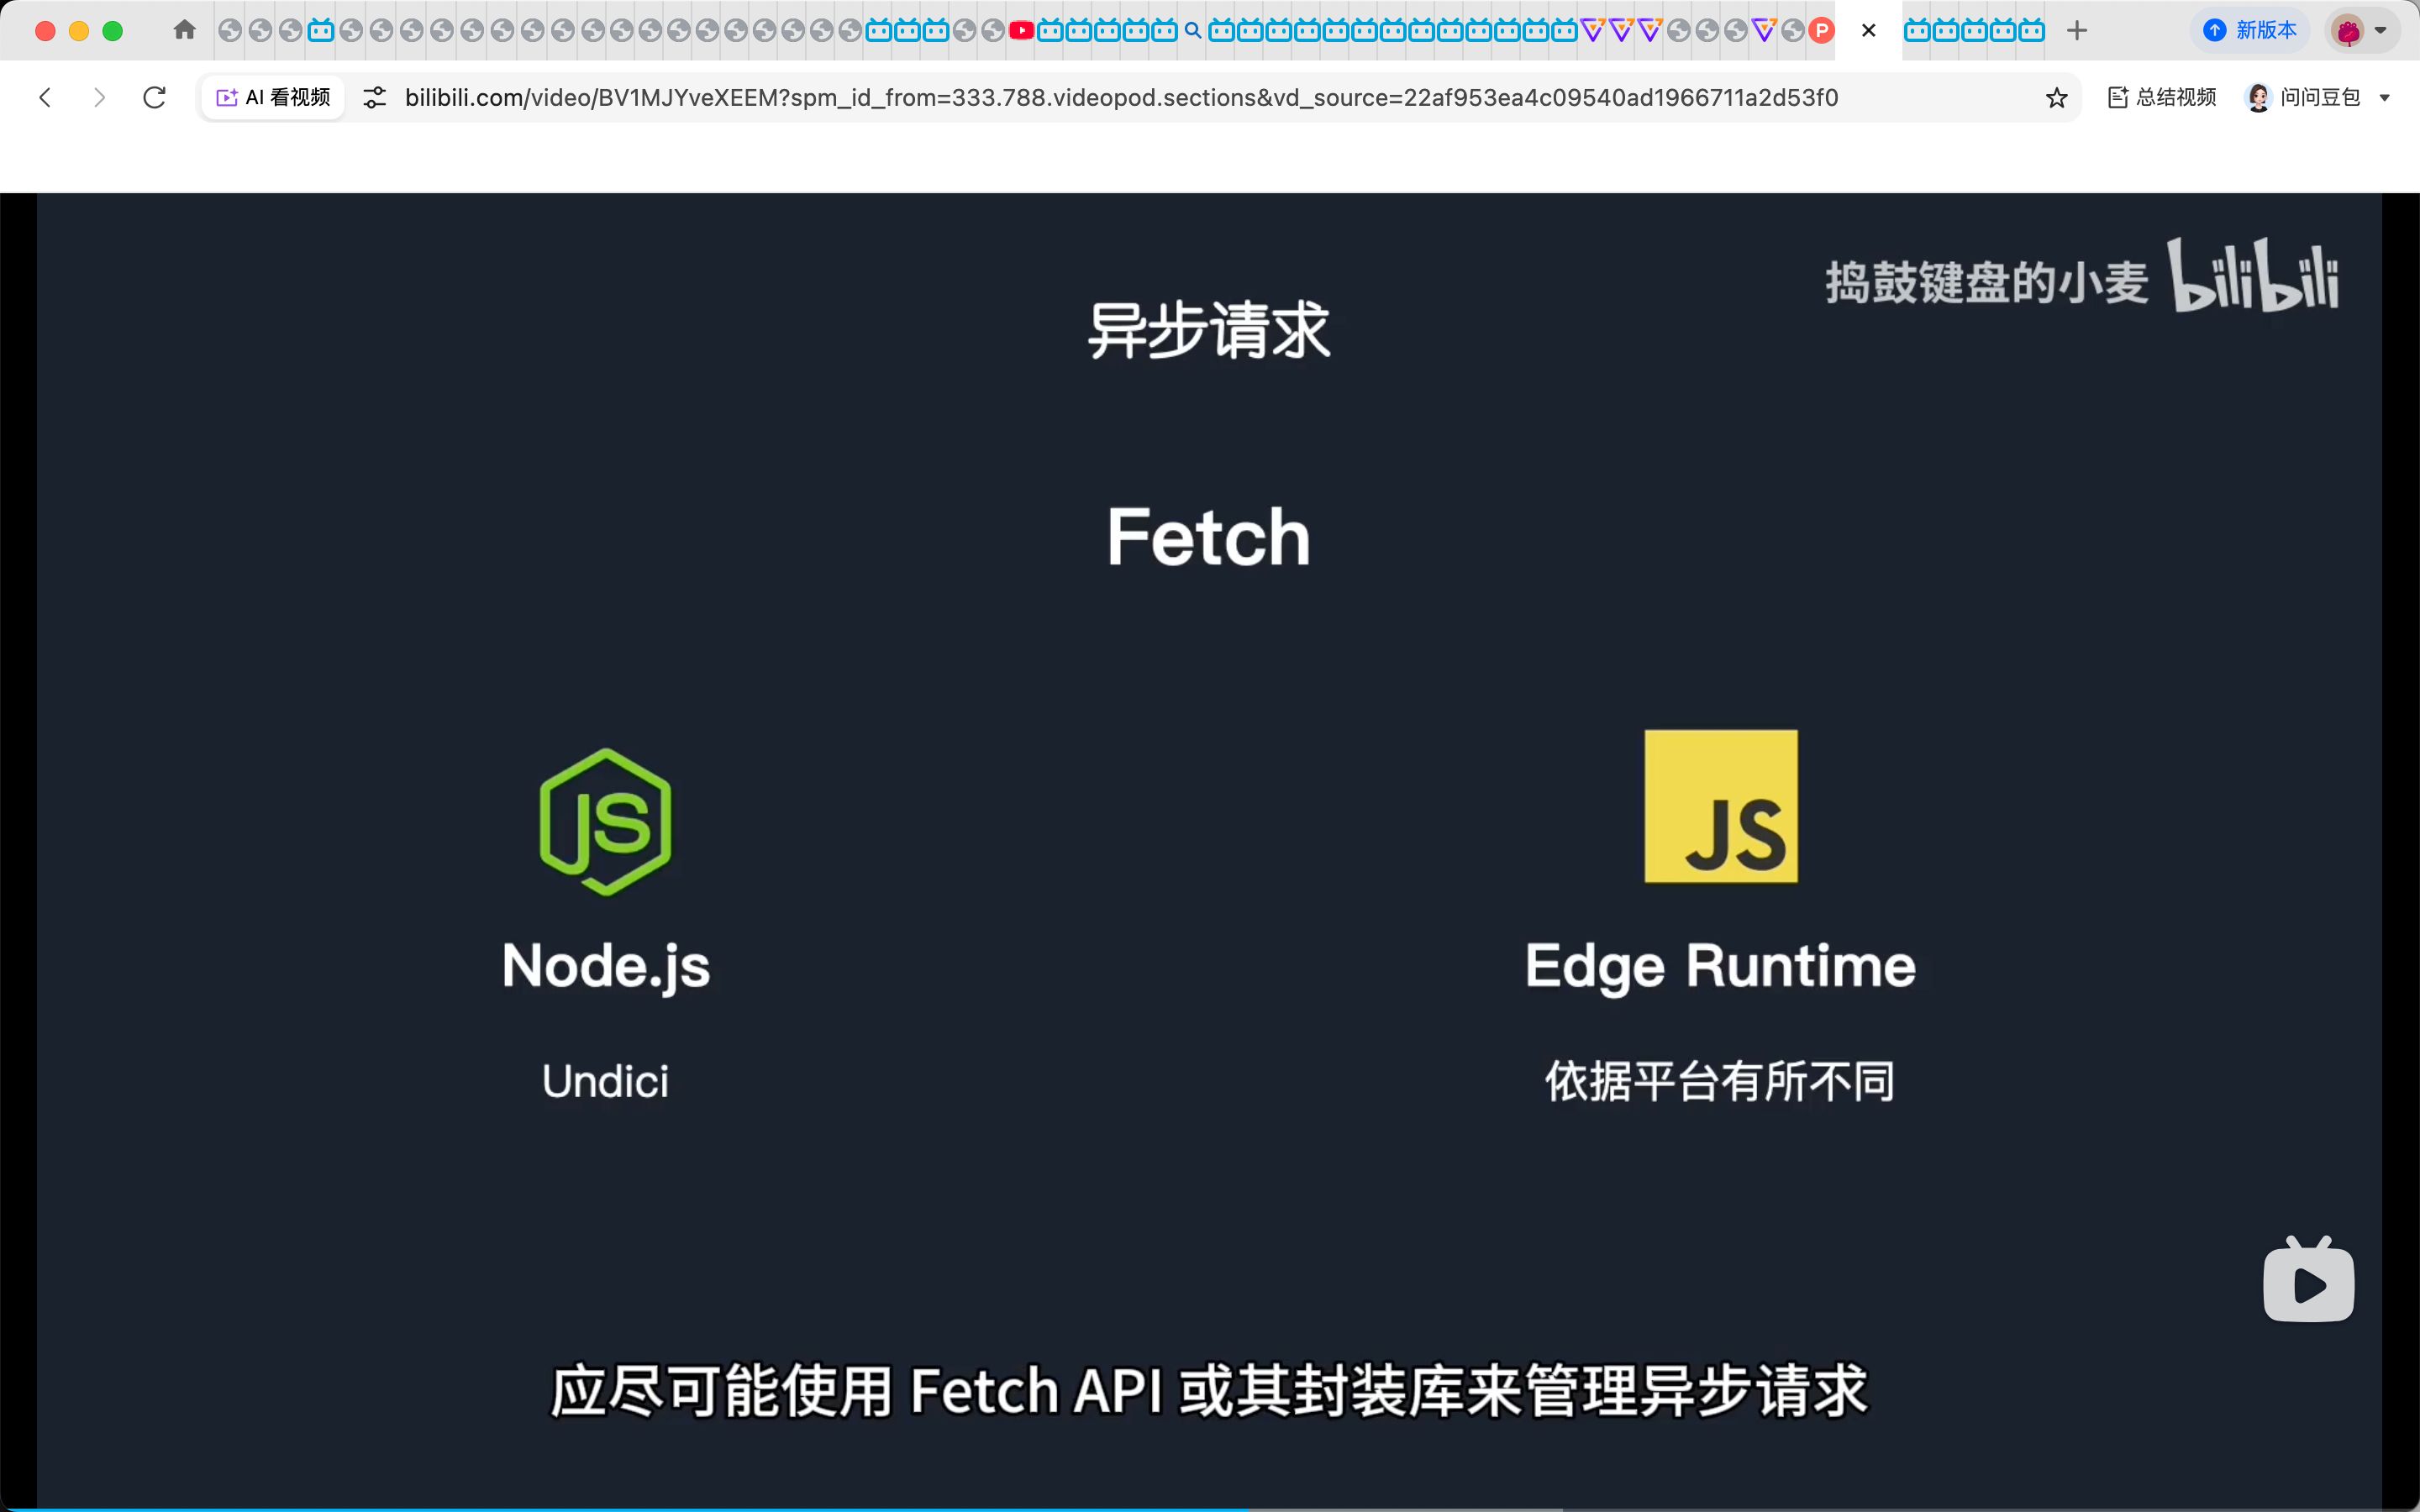 新版本
AI 看视频
bilibili.com/video/BV1MJYveXEEM?spm_id_from=333.788.videopod.sections&vd_source=22af953ea4c09540ad1966711a2d53f0
总结视频
问问豆包
捣鼓键盘的小麦 bilibili
异步请求
Fetch
JS
JS
Node.js
Edge Runtime
Undici
依据平台有所不同
应尽可能使用 Fetch API 或其封装库来管理异步请求